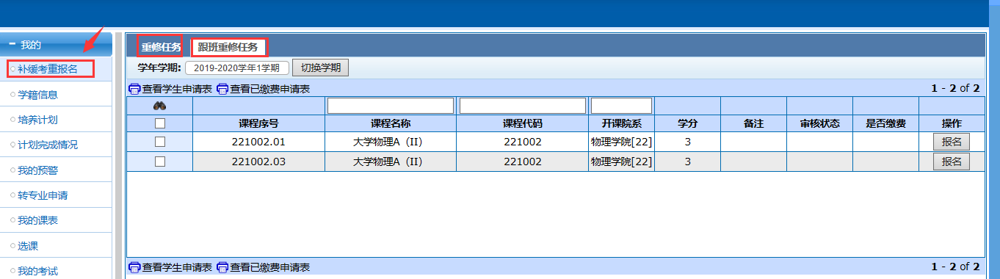 我的
补缓考重报名
学籍信息
培养计划
计划完成情况
我的预警
转专业申请
我的课表
选课
我的考试
重修任务 跟班重修任务
学年学期: 2019-2020学年1学期 切换学期
查看学生申请表 查看已缴费申请表 1 - 2 of 2
课程序号 课程名称 课程代码 开课院系 学分 备注 审核状态 是否缴费 操作
221002.01 大学物理A（II） 221002 物理学院[22] 3 报名
221002.03 大学物理A（II） 221002 物理学院[22] 3 报名
查看学生申请表 查看已缴费申请表 1 - 2 of 2